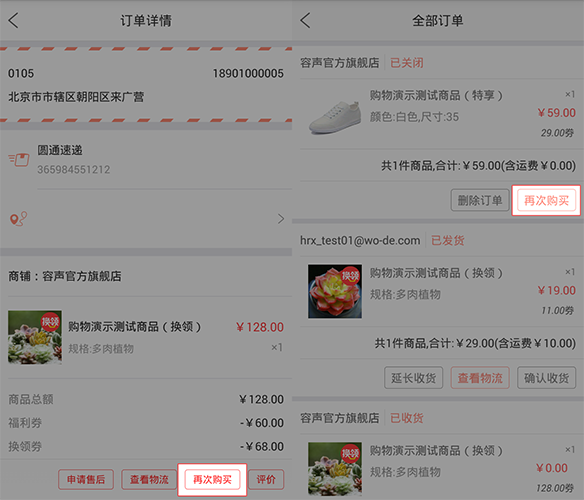 订单详情
0105 18901000005
北京市市辖区朝阳区来广营
圆通速递
365984551212
商铺：容声官方旗舰店
换领
购物演示测试商品（换领） ￥128.00
规格:多肉植物 ×1
商品总额 ￥128.00
福利券 -￥60.00
换领券 -￥68.00
申请售后 查看物流 再次购买 评价
全部订单
容声官方旗舰店 已关闭
购物演示测试商品（特享） ×1
颜色:白色,尺寸:35 ￥59.00
29.00券
共1件商品,合计:￥59.00(含运费￥0.00)
删除订单 再次购买
hrx_test01@wo-de.com 已发货
换领
购物演示测试商品（换领） ×1
规格:多肉植物 ￥19.00
11.00券
共1件商品,合计:￥29.00(含运费￥10.00)
延长收货 查看物流 确认收货
容声官方旗舰店 已收货
换领
购物演示测试商品（换领） ×1
规格:多肉植物 ￥0.00
128.00券